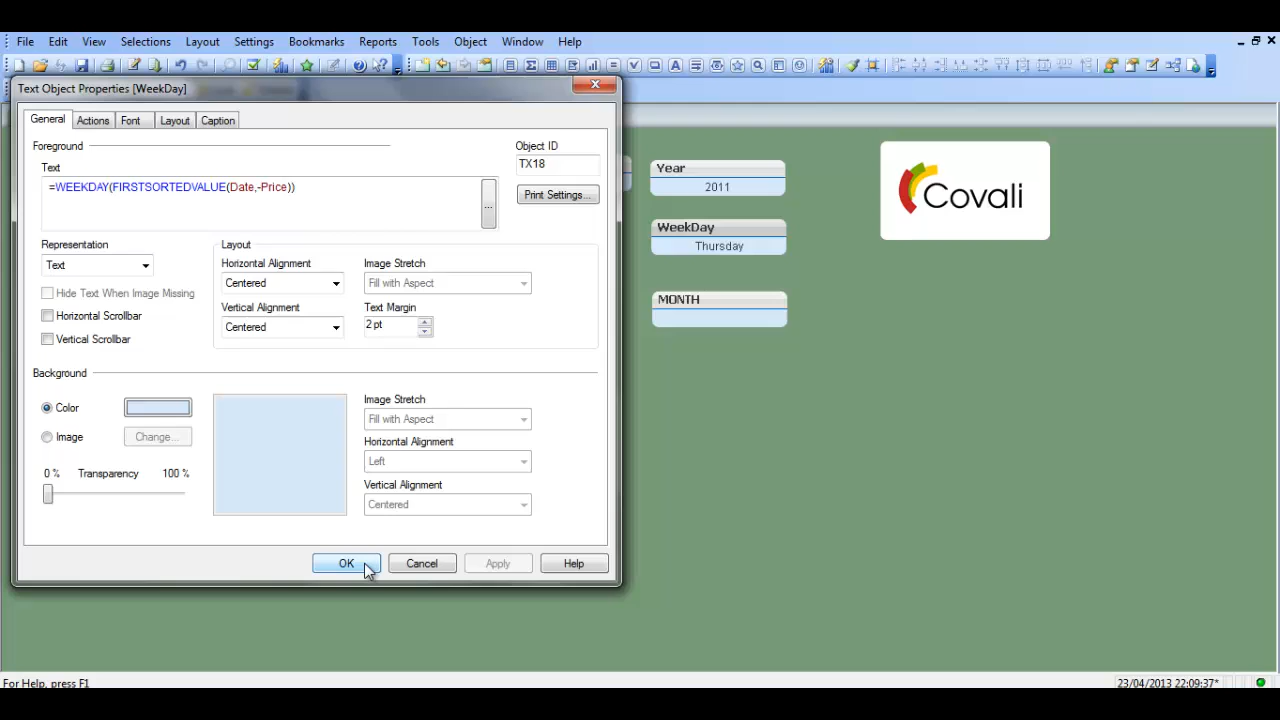 File Edit View Selections Layout Settings Bookmarks Reports Tools Object Window Help
Text Object Properties [WeekDay]
General Actions Font Layout Caption
Foreground
Object ID
Text
TX18
=WEEKDAY(FIRSTSORTEDVALUE(Date,-Price))
...
Print Settings...
Representation
Layout
Text
Horizontal Alignment
Image Stretch
Centered
Fill with Aspect
Hide Text When Image Missing
Horizontal Scrollbar
Vertical Alignment
Text Margin
Centered
2 pt
Vertical Scrollbar
Background
Color
Image Stretch
Fill with Aspect
Image
Change...
Horizontal Alignment
Left
0 % Transparency 100 %
Vertical Alignment
Centered
OK Cancel Apply Help
Year
2011
WeekDay
Thursday
MONTH
Covali
For Help, press F1
23/04/2013 22:09:37*